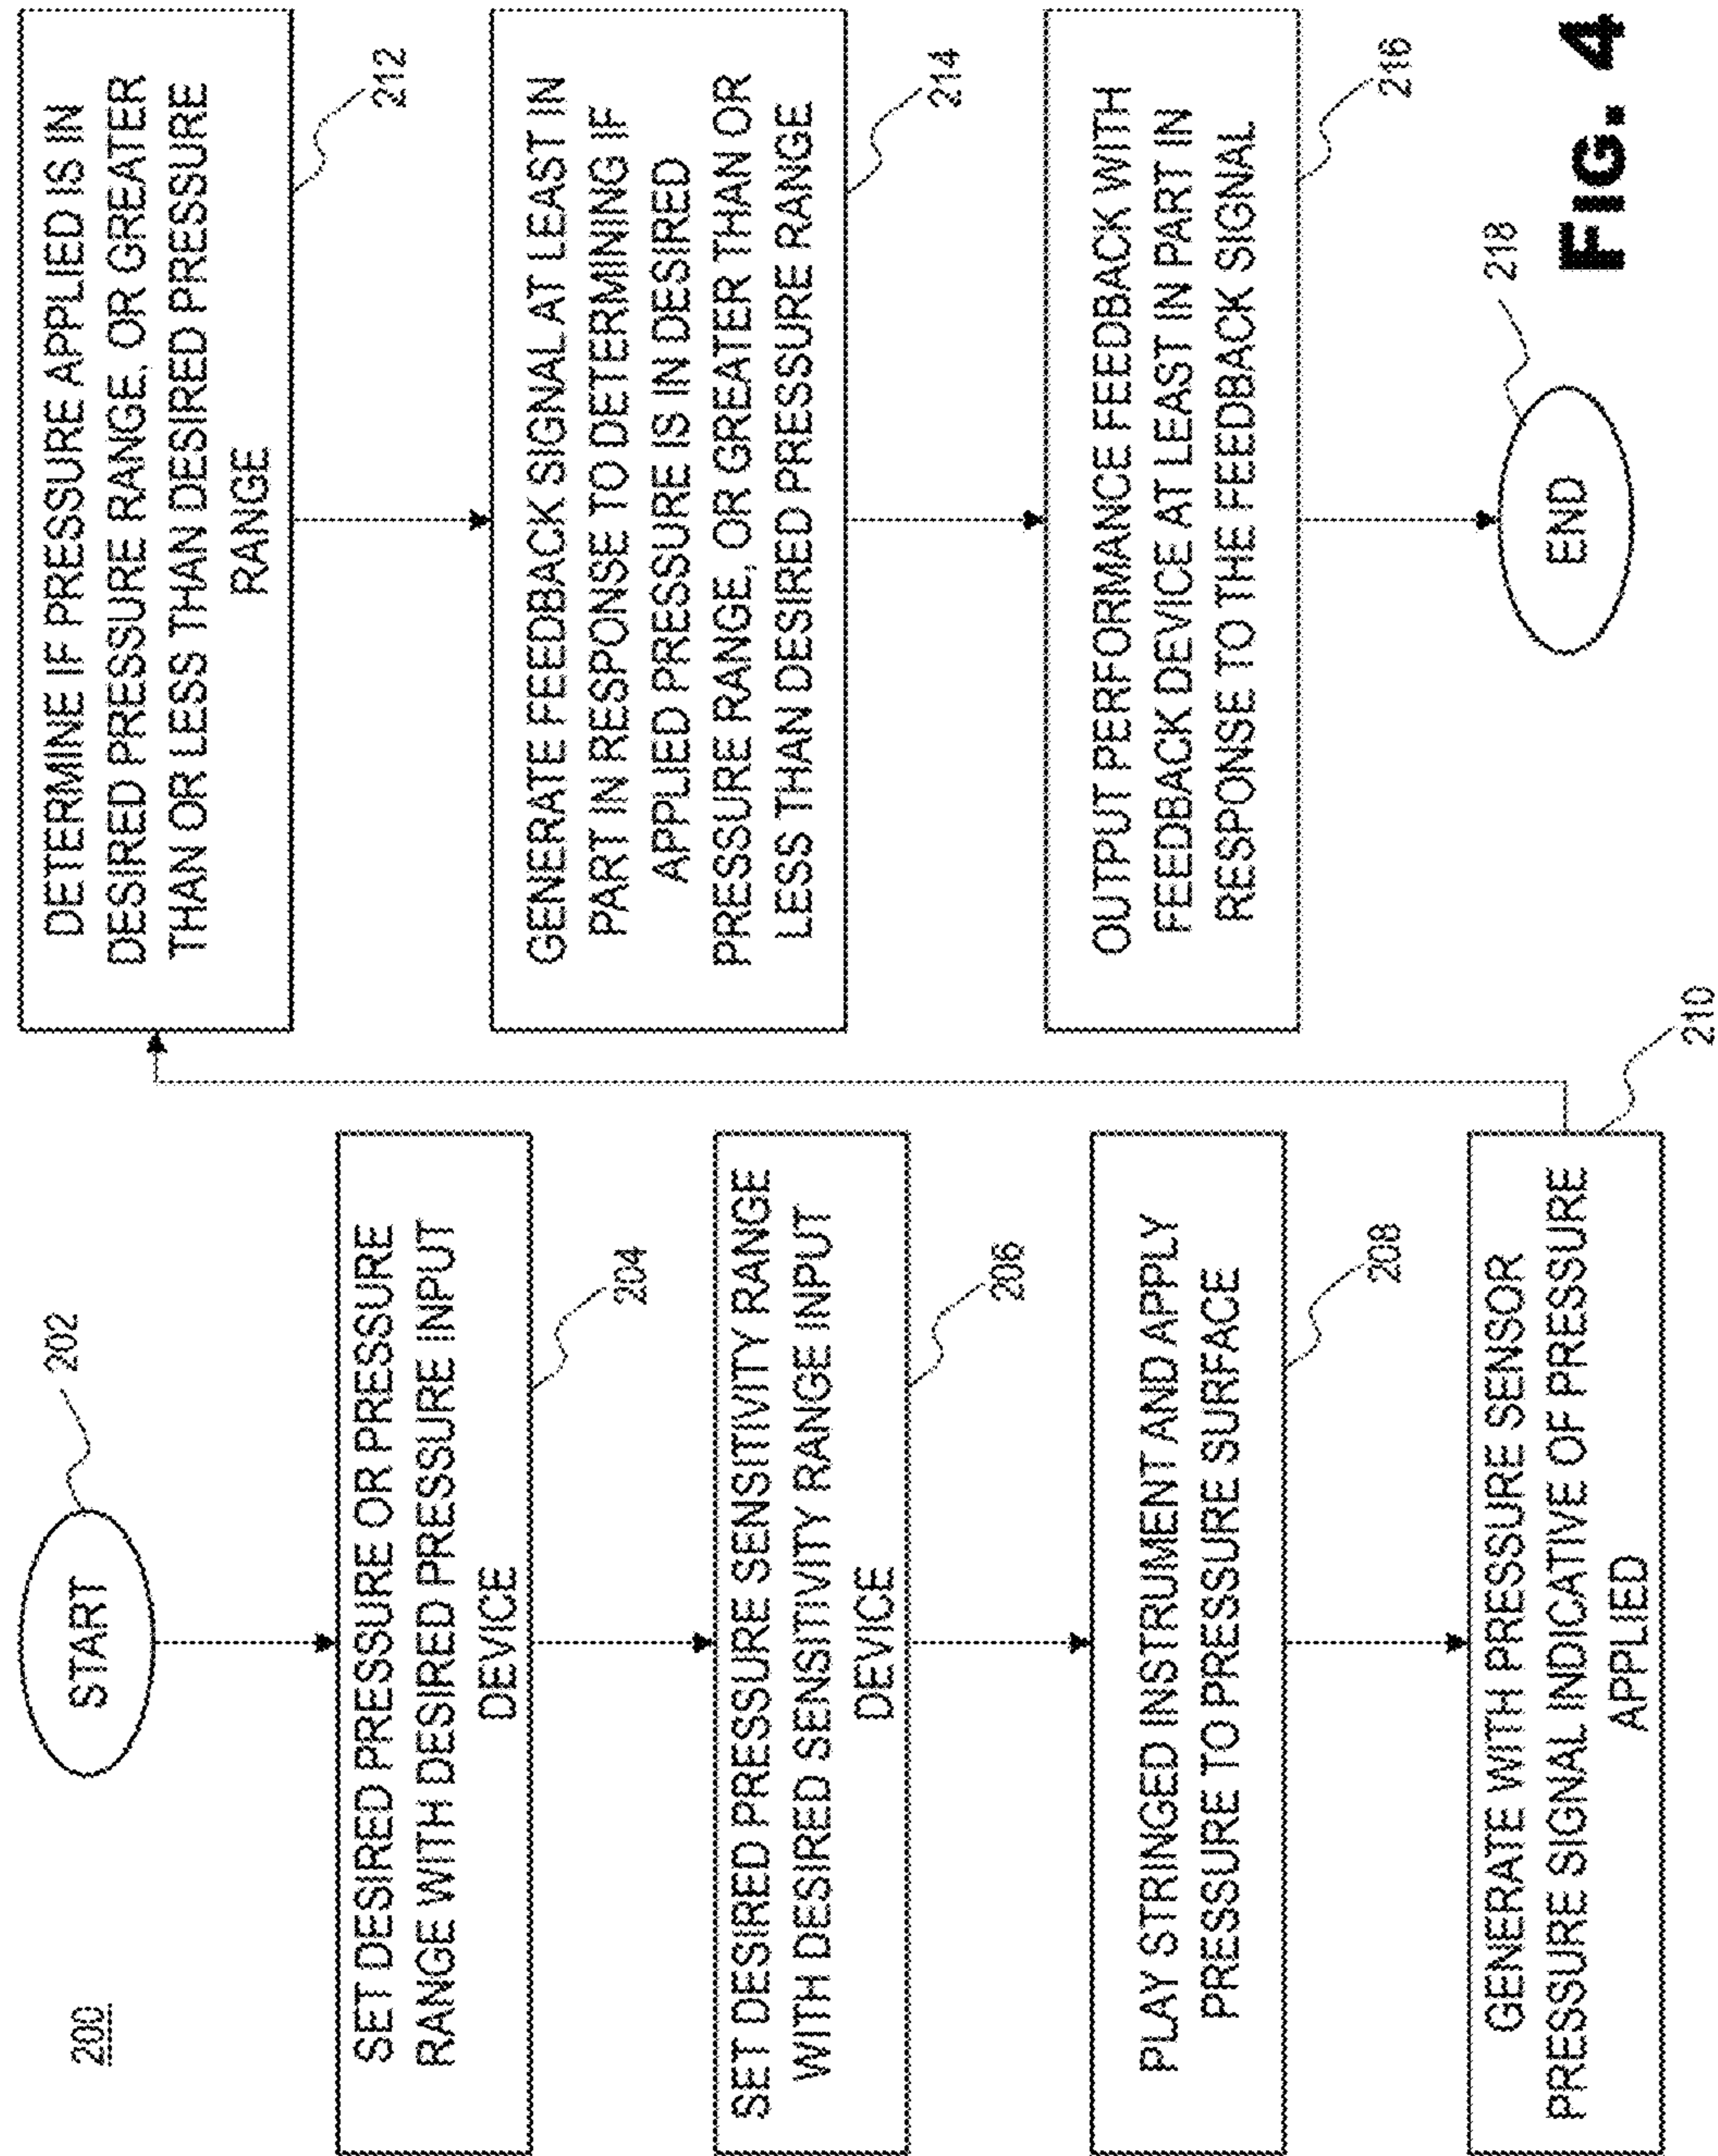 200
START
202
SET DESIRED PRESSURE OR PRESSURE
RANGE WITH DESIRED PRESSURE INPUT
DEVICE
204
SET DESIRED PRESSURE SENSITIVITY RANGE
WITH DESIRED SENSITIVITY RANGE INPUT
DEVICE
206
PLAY STRINGED INSTRUMENT AND APPLY
PRESSURE TO PRESSURE SURFACE
208
GENERATE WITH PRESSURE SENSOR
PRESSURE SIGNAL INDICATIVE OF PRESSURE
APPLIED
210
DETERMINE IF PRESSURE APPLIED IS IN
DESIRED PRESSURE RANGE, OR GREATER
THAN OR LESS THAN DESIRED PRESSURE
RANGE
212
GENERATE FEEDBACK SIGNAL AT LEAST IN
PART IN RESPONSE TO DETERMINING IF
APPLIED PRESSURE IS IN DESIRED
PRESSURE RANGE, OR GREATER THAN OR
LESS THAN DESIRED PRESSURE RANGE
214
OUTPUT PERFORMANCE FEEDBACK WITH
FEEDBACK DEVICE AT LEAST IN PART IN
RESPONSE TO THE FEEDBACK SIGNAL
216
END
218
FIG. 4